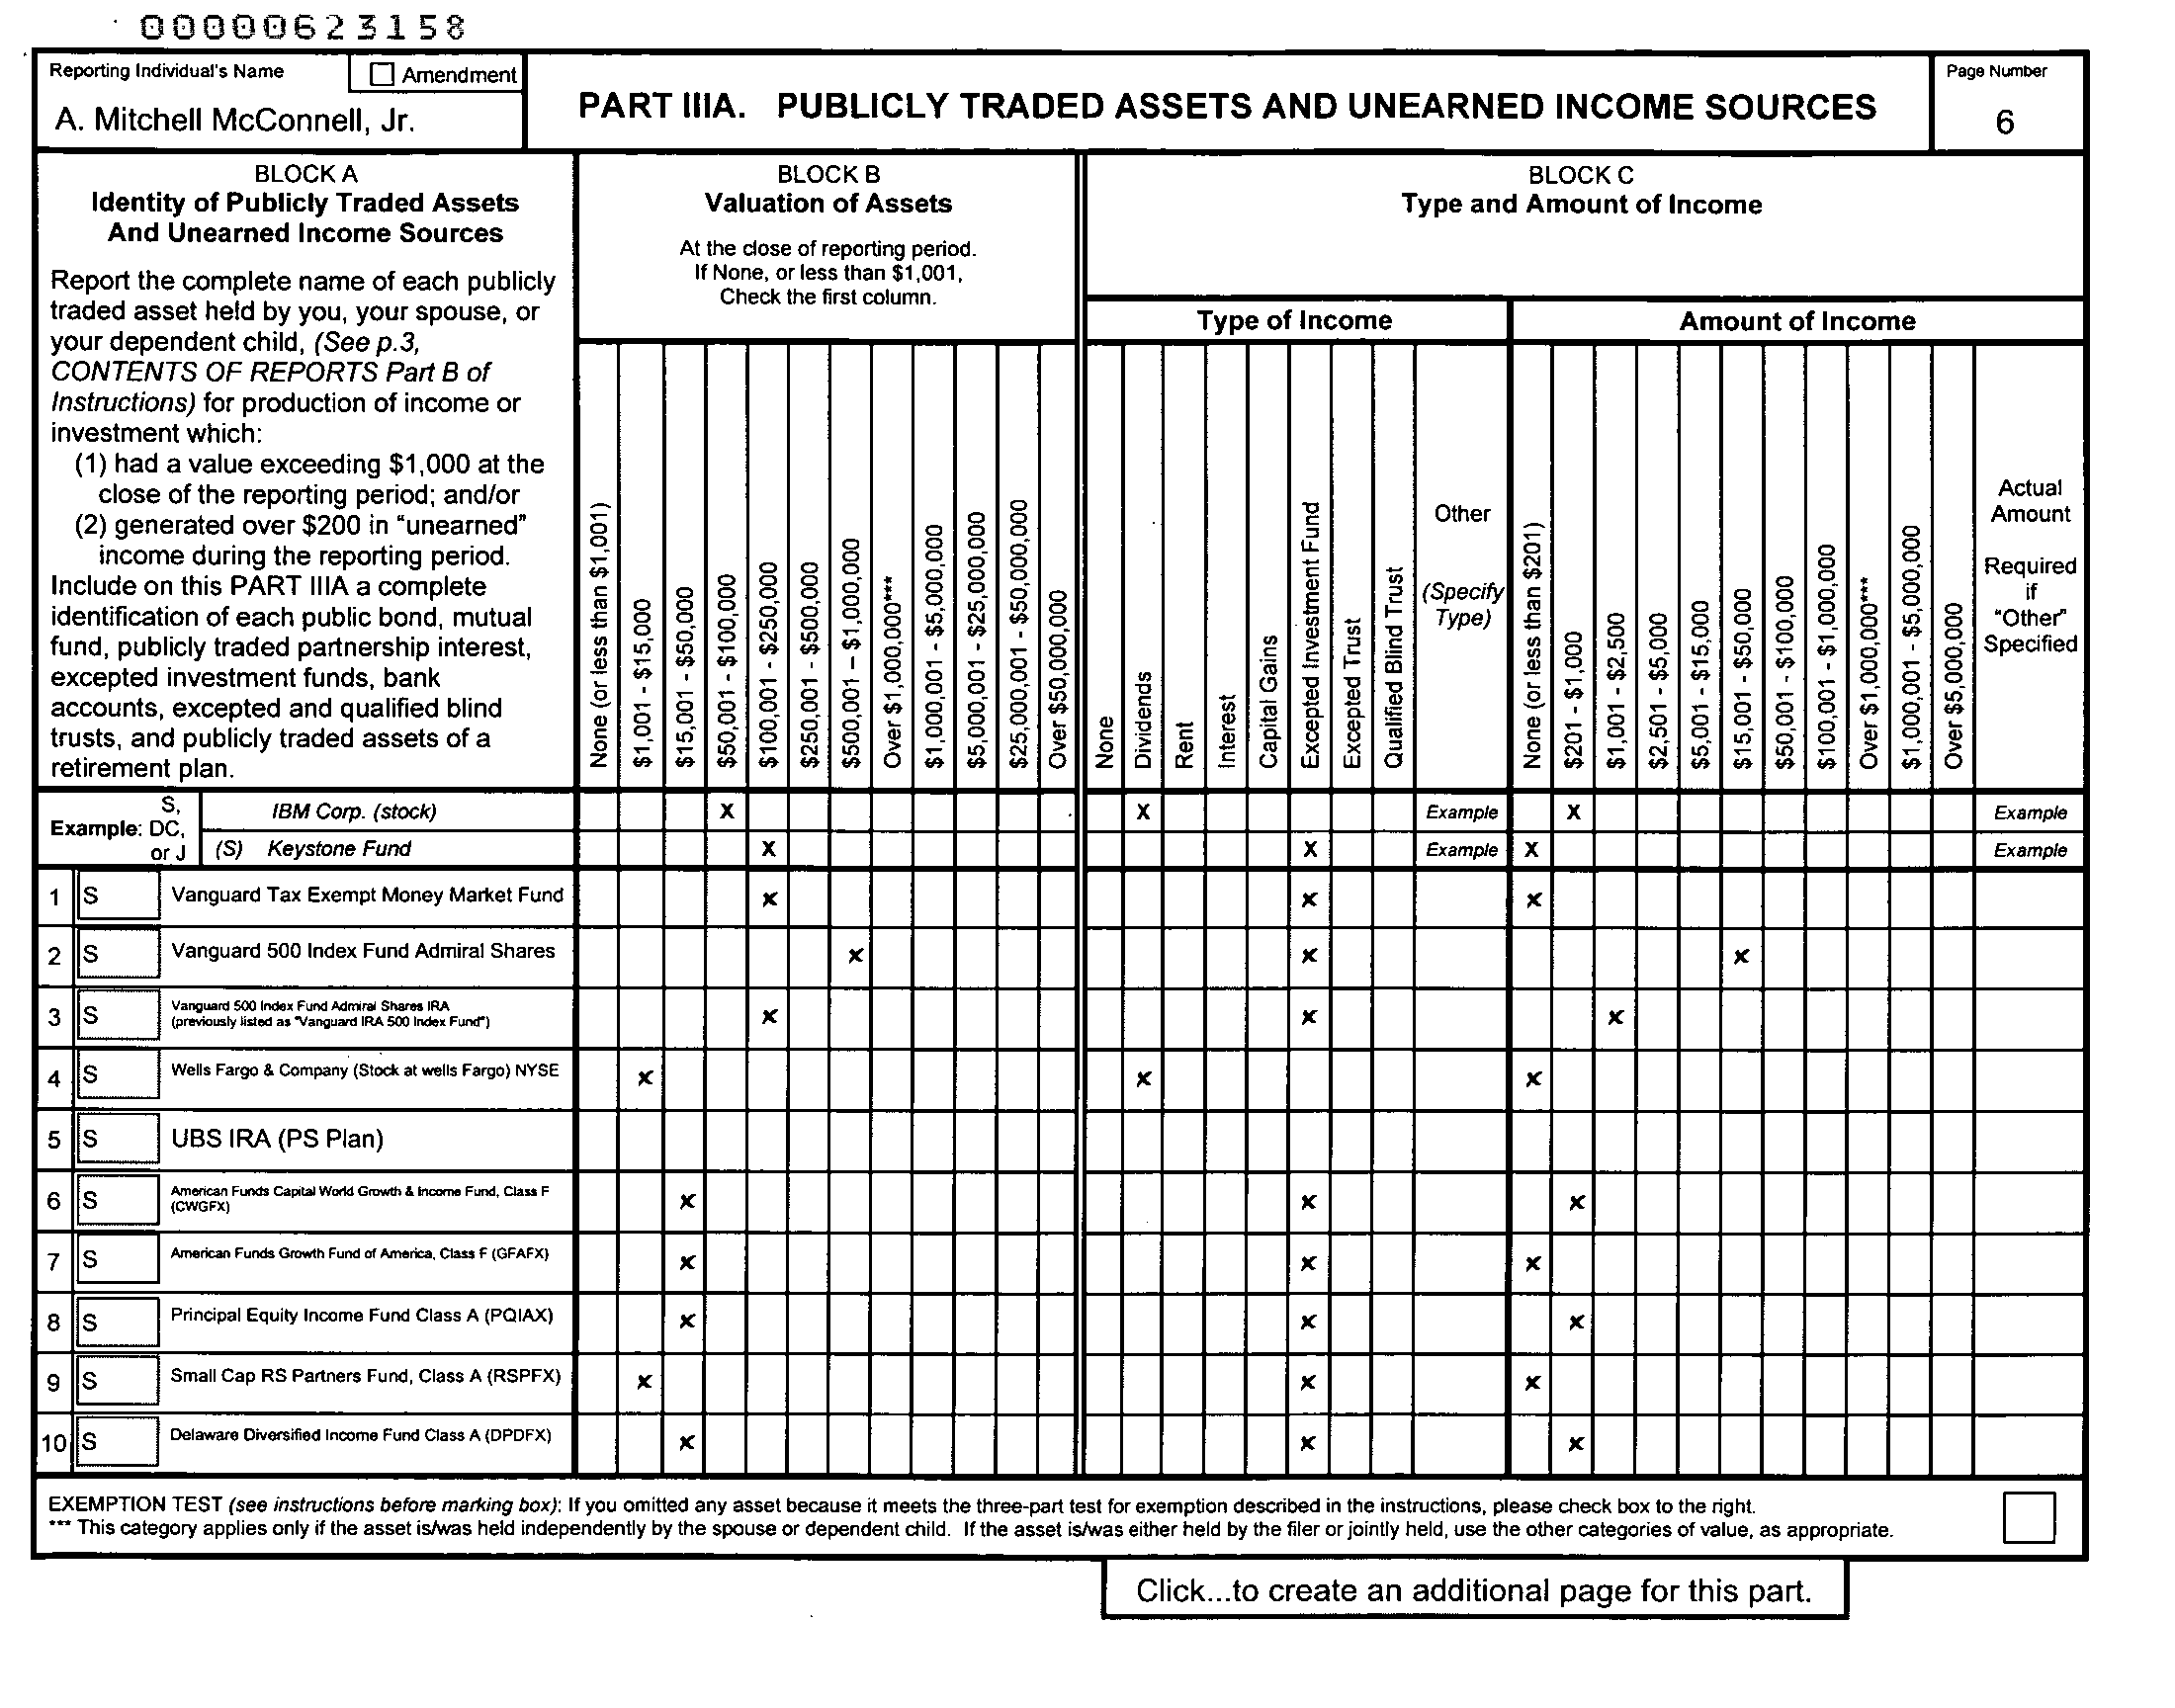 00000623158
Reporting Individual's Name
Amendment
A. Mitchell McConnell, Jr.
PART IIIA. PUBLICLY TRADED ASSETS AND UNEARNED INCOME SOURCES
Page Number
6
BLOCK A
Identity of Publicly Traded Assets
And Unearned Income Sources
Report the complete name of each publicly
traded asset held by you, your spouse, or
your dependent child, (See p.3,
CONTENTS OF REPORTS Part B of
Instructions) for production of income or
investment which:
(1) had a value exceeding $1,000 at the
close of the reporting period; and/or
(2) generated over $200 in "unearned"
income during the reporting period.
Include on this PART IIIA a complete
identification of each public bond, mutual
fund, publicly traded partnership interest,
excepted investment funds, bank
accounts, excepted and qualified blind
trusts, and publicly traded assets of a
retirement plan.
BLOCK B
Valuation of Assets
At the close of reporting period.
If None, or less than $1,001,
Check the first column.
None (or less than $1,001)
$1,001 - $15,000
$15,001 - $50,000
$50,001 - $100,000
$100,001 - $250,000
$250,001 - $500,000
$500,001 – $1,000,000
Over $1,000,000***
$1,000,001 - $5,000,000
$5,000,001 - $25,000,000
$25,000,001 - $50,000,000
Over $50,000,000
BLOCK C
Type and Amount of Income
Type of Income
None
Dividends
Rent
Interest
Capital Gains
Excepted Investment Fund
Excepted Trust
Qualified Blind Trust
Other
(Specify
Type)
Amount of Income
None (or less than $201)
$201 - $1,000
$1,001 - $2,500
$2,501 - $5,000
$5,001 - $15,000
$15,001 - $50,000
$50,001 - $100,000
$100,001 - $1,000,000
Over $1,000,000***
$1,000,001 - $5,000,000
Over $5,000,000
Actual
Amount
Required
if
"Other"
Specified
Example: S, DC, or J
IBM Corp. (stock) X X Example X Example
(S) Keystone Fund X X Example X Example
1 S Vanguard Tax Exempt Money Market Fund x x x
2 S Vanguard 500 Index Fund Admiral Shares x x x
3 S Vanguard 500 Index Fund Admiral Shares IRA
(previously listed as "Vanguard IRA 500 Index Fund") x x x
4 S Wells Fargo & Company (Stock at wells Fargo) NYSE x x x
5 S UBS IRA (PS Plan)
6 S American Funds Capital World Growth & Income Fund, Class F
(CWGFX) x x x
7 S American Funds Growth Fund of America, Class F (GFAFX) x x x
8 S Principal Equity Income Fund Class A (PQIAX) x x x
9 S Small Cap RS Partners Fund, Class A (RSPFX) x x x
10 S Delaware Diversified Income Fund Class A (DPDFX) x x x
EXEMPTION TEST (see instructions before marking box): If you omitted any asset because it meets the three-part test for exemption described in the instructions, please check box to the right.
*** This category applies only if the asset is/was held independently by the spouse or dependent child. If the asset is/was either held by the filer or jointly held, use the other categories of value, as appropriate.
Click...to create an additional page for this part.